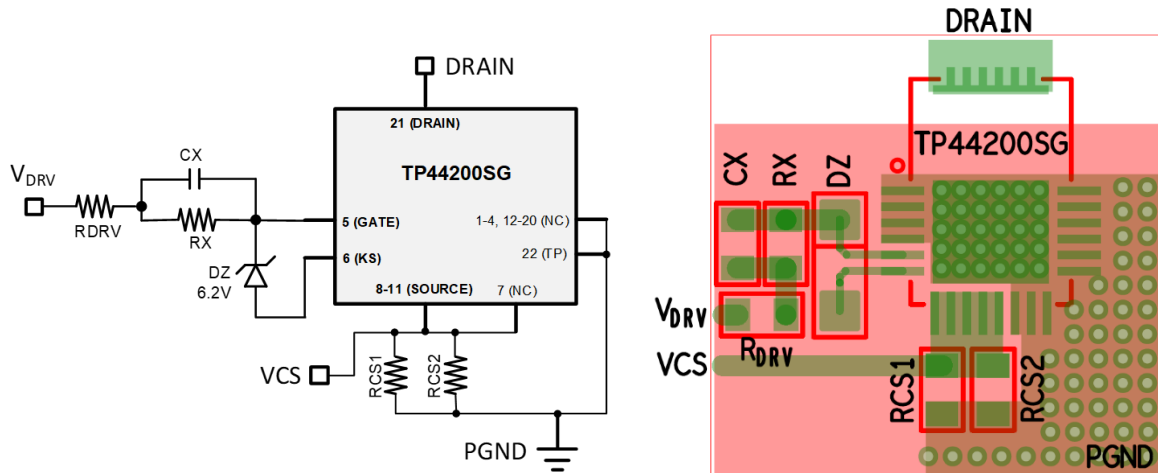 DRAIN
21 (DRAIN)
TP44200SG
CX
V_DRV
RDRV
RX
5 (GATE)
1-4, 12-20 (NC)
DZ
6.2V
6 (KS)
22 (TP)
8-11 (SOURCE)
7 (NC)
VCS
RCS1
RCS2
PGND
DRAIN
TP44200SG
CX
RX
DZ
VDRV
RDRV
VCS
RCS1
RCS2
PGND